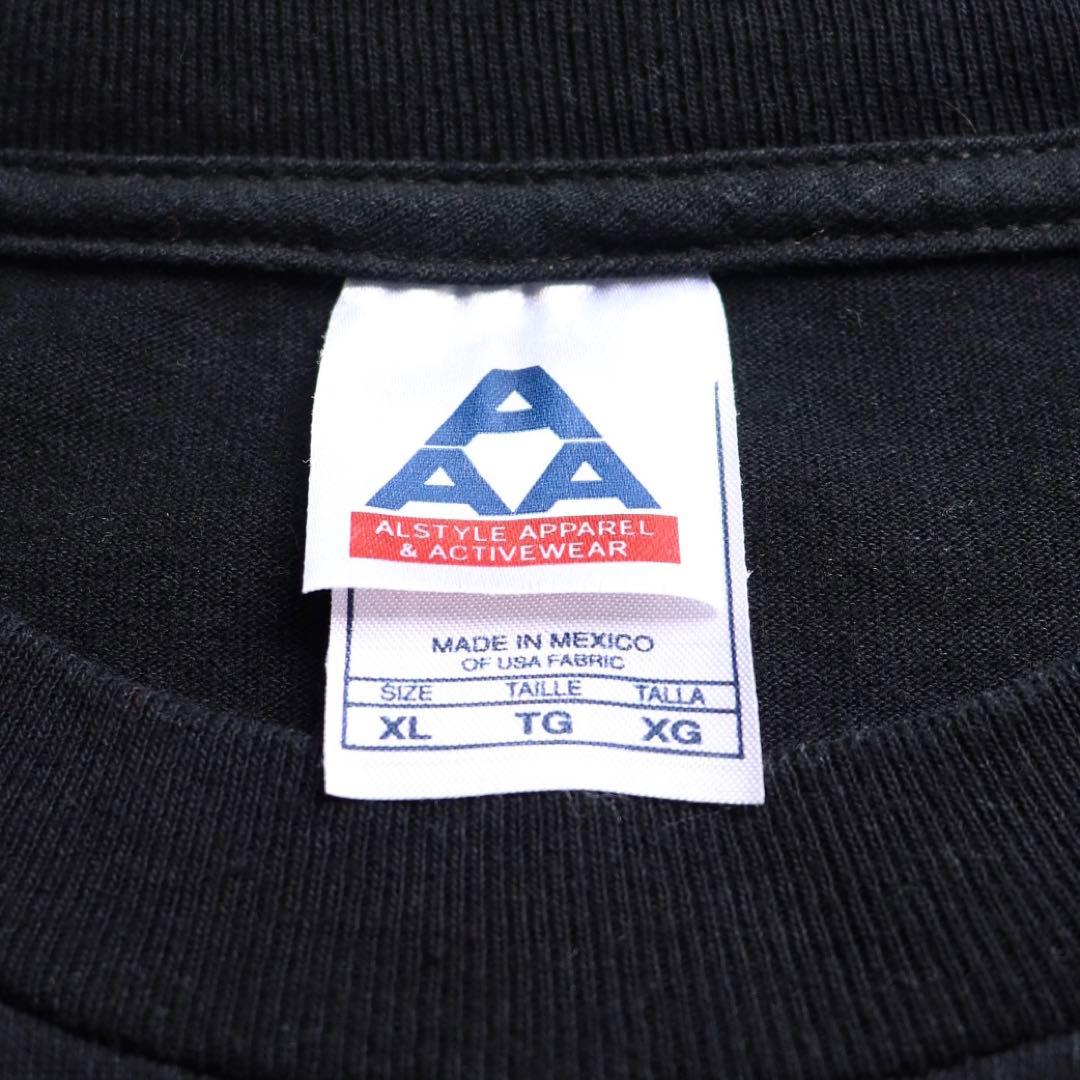 A
A A
ALSTYLE APPAREL
& ACTIVEWEAR
MADE IN MEXICO
OF USA FABRIC
SIZE TAILLE TALLA
XL TG XG